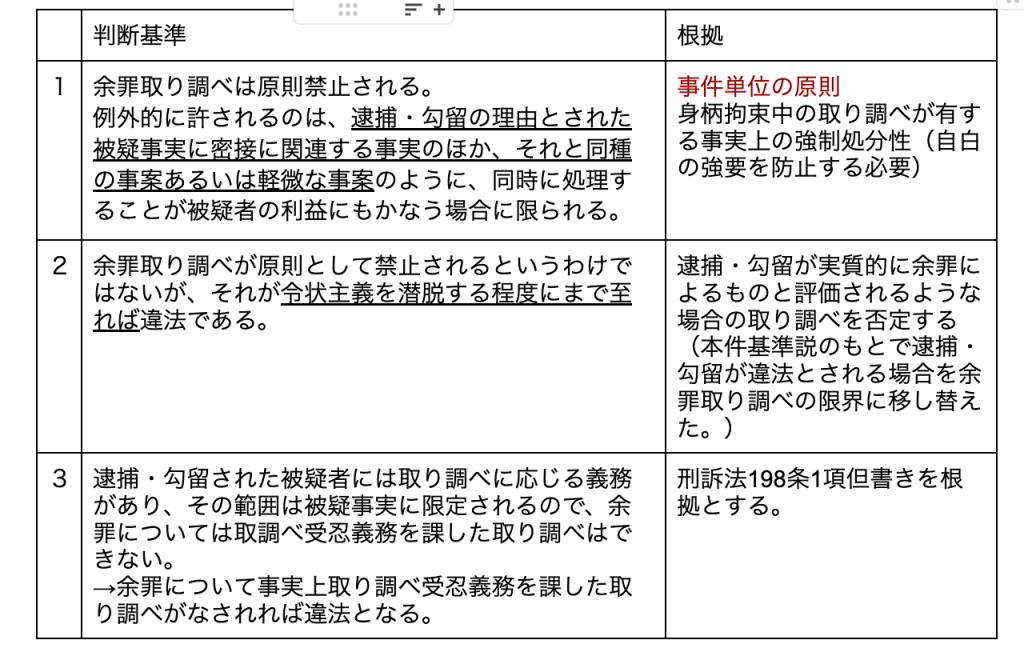 判断基準
根拠
1
余罪取り調べは原則禁止される。
例外的に許されるのは、逮捕・勾留の理由とされた
被疑事実に密接に関連する事実のほか、それと同種
の事案あるいは軽微な事案のように、同時に処理す
ることが被疑者の利益にもかなう場合に限られる。
事件単位の原則
身柄拘束中の取り調べが有す
る事実上の強制処分性（自白
の強要を防止する必要）
2
余罪取り調べが原則として禁止されるというわけで
はないが、それが令状主義を潜脱する程度にまで至
れば違法である。
逮捕・勾留が実質的に余罪に
よるものと評価されるような
場合の取り調べを否定する
（本件基準説のもとで逮捕・
勾留が違法とされる場合を余
罪取り調べの限界に移し替え
た。）
3
逮捕・勾留された被疑者には取り調べに応じる義務
があり、その範囲は被疑事実に限定されるので、余
罪については取調べ受忍義務を課した取り調べはで
きない。
→余罪について事実上取り調べ受忍義務を課した取
り調べがなされれば違法となる。
刑訴法198条1項但書きを根
拠とする。